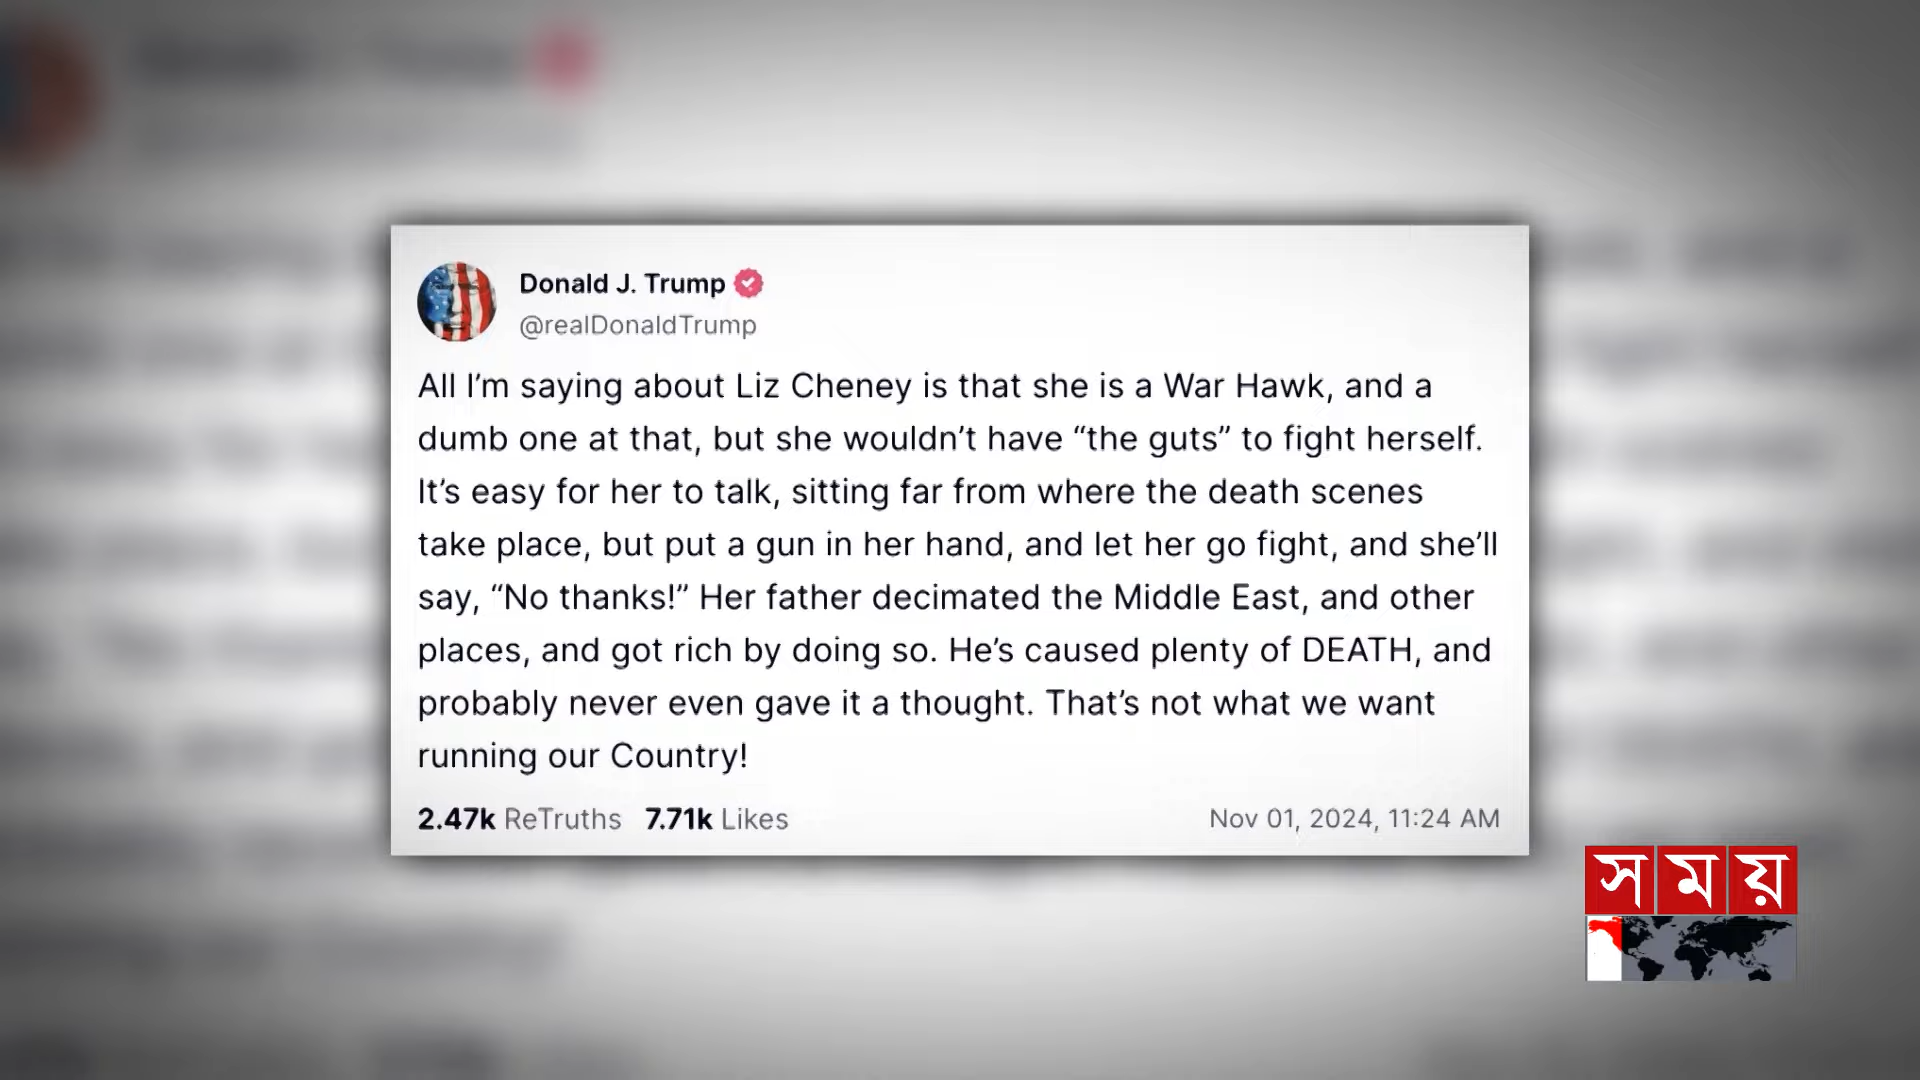 Donald J. Trump
@realDonaldTrump
All I’m saying about Liz Cheney is that she is a War Hawk, and a
dumb one at that, but she wouldn’t have “the guts” to fight herself.
It’s easy for her to talk, sitting far from where the death scenes
take place, but put a gun in her hand, and let her go fight, and she’ll
say, “No thanks!” Her father decimated the Middle East, and other
places, and got rich by doing so. He’s caused plenty of DEATH, and
probably never even gave it a thought. That’s not what we want
running our Country!
2.47k ReTruths 7.71k Likes Nov 01, 2024, 11:24 AM
সময়